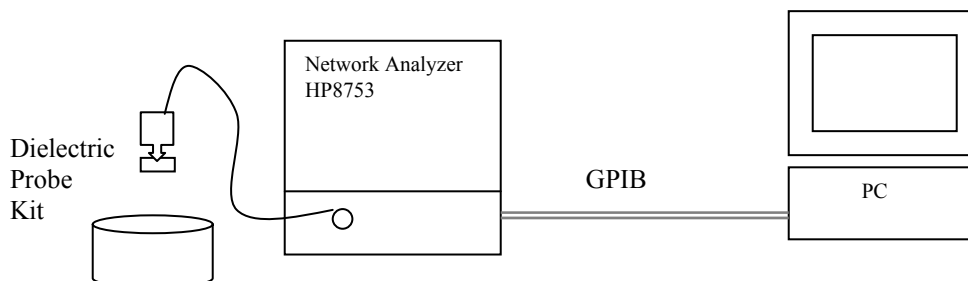 Network Analyzer
HP8753
Dielectric
Probe
Kit
GPIB
PC